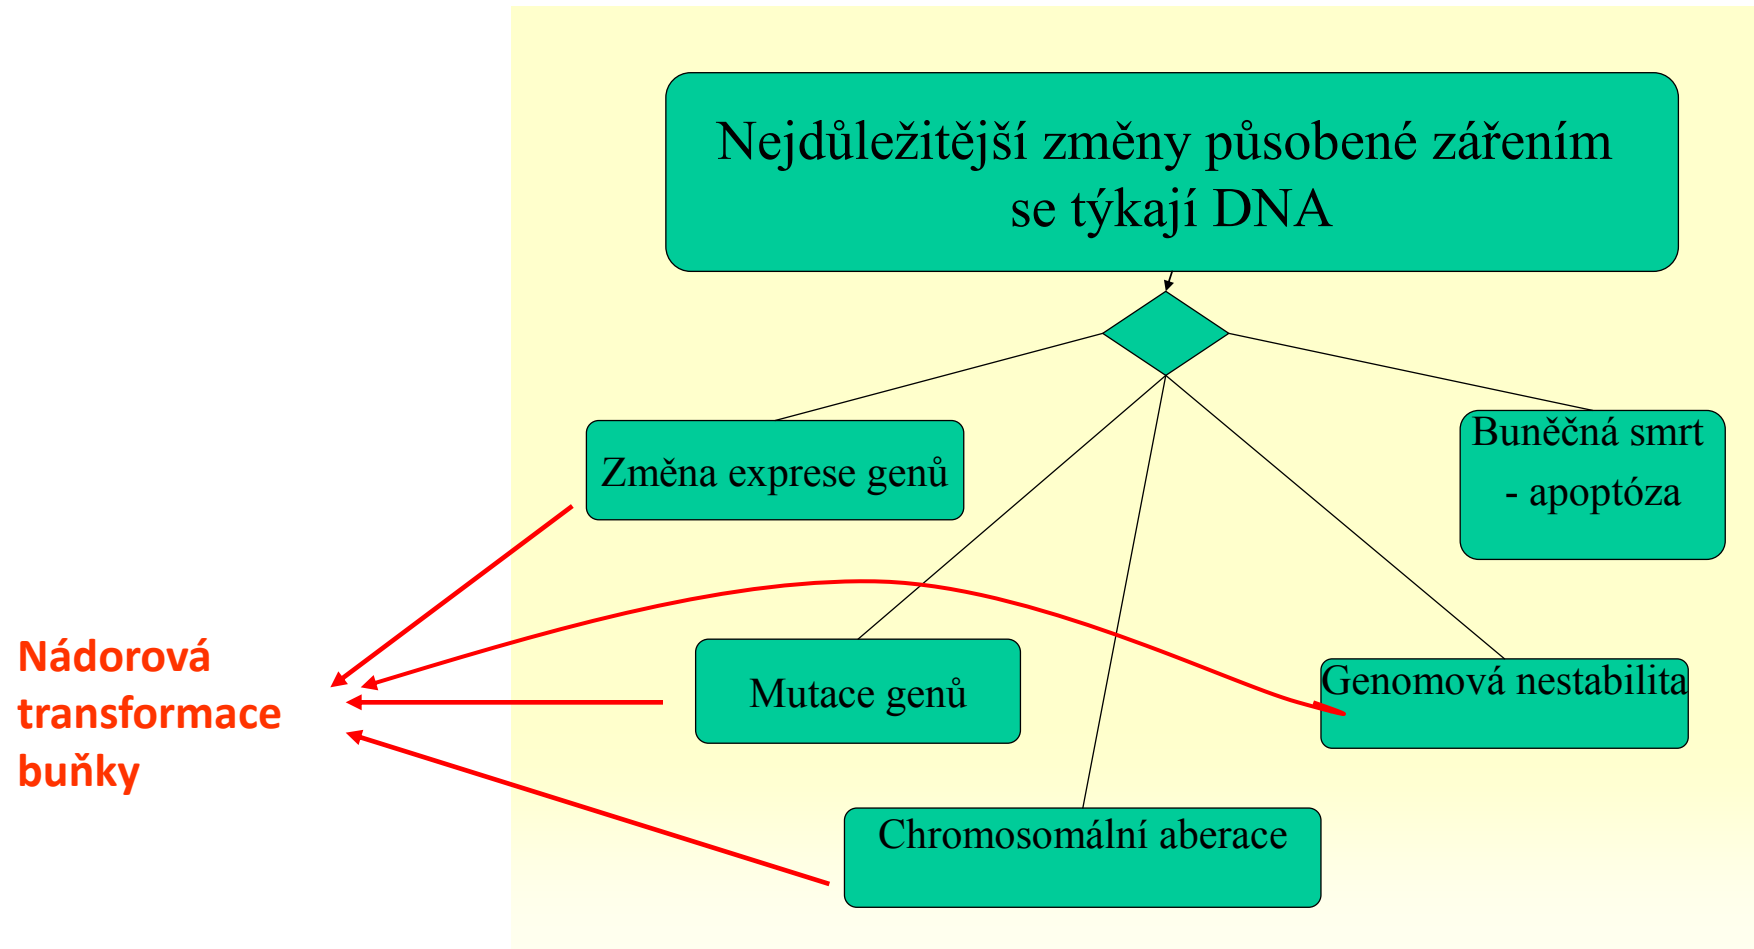 Nejdůležitější změny působené zářením
se týkají DNA
Změna exprese genů
Buněčná smrt
- apoptóza
Nádorová
transformace
buňky
Mutace genů
Genomová nestabilita
Chromosomální aberace